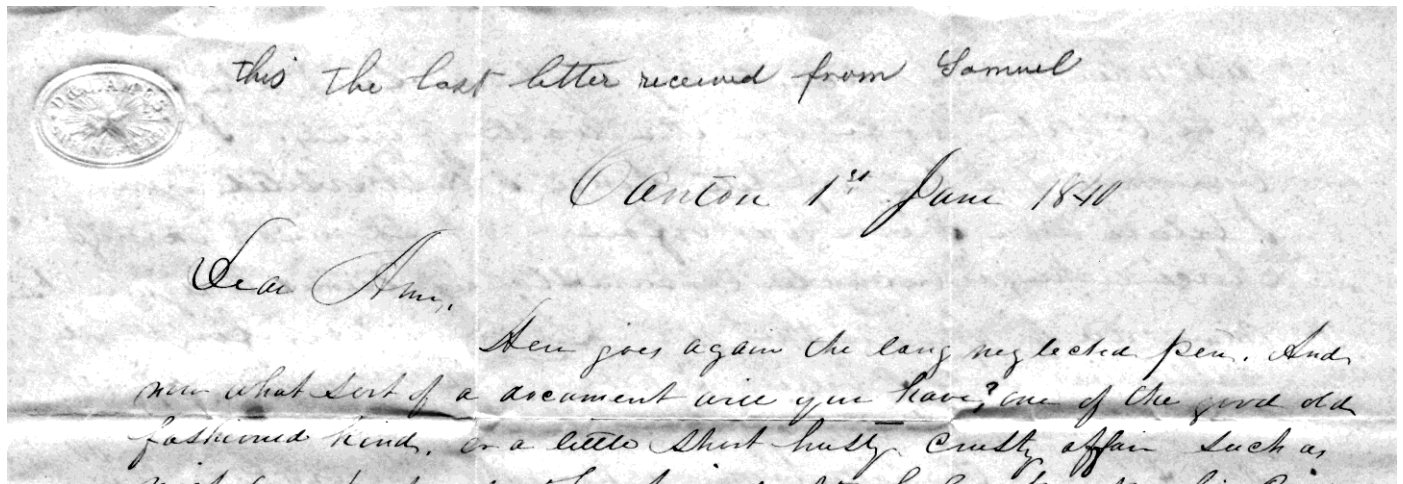 this the last letter received from Samuel
Canton 1st June 1840
Dear Ann,
Here goes again the long neglected pen. And
now what sort of a document will you have? one of the good old
fashioned kind, or a little short husty crusty affair such as